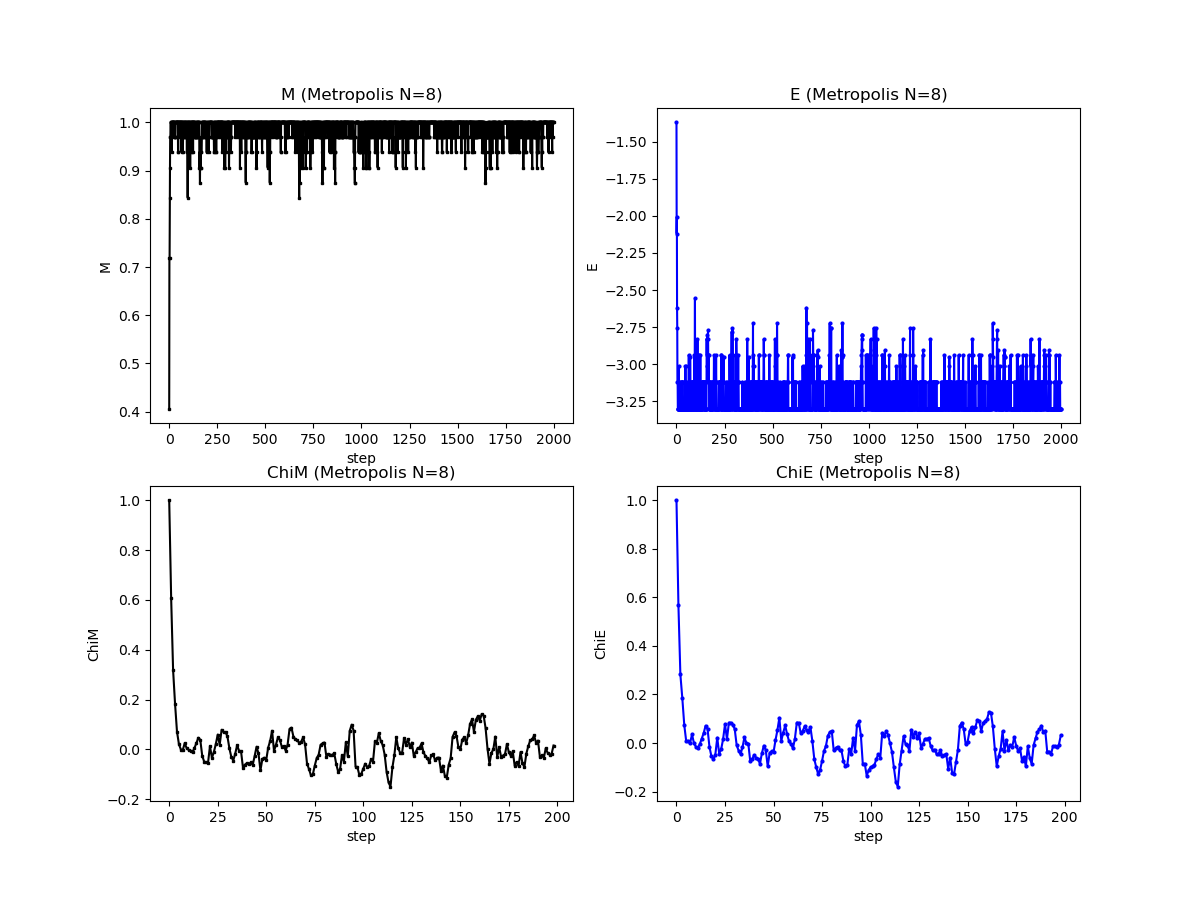 M (Metropolis N=8)
1.0
0.9
0.8
0.7
0.6
0.5
0.4
M
0 250 500 750 1000 1250 1500 1750 2000
step
E (Metropolis N=8)
−1.50
−1.75
−2.00
−2.25
−2.50
−2.75
−3.00
−3.25
E
0 250 500 750 1000 1250 1500 1750 2000
step
ChiM (Metropolis N=8)
1.0
0.8
0.6
0.4
0.2
0.0
−0.2
ChiM
0 25 50 75 100 125 150 175 200
step
ChiE (Metropolis N=8)
1.0
0.8
0.6
0.4
0.2
0.0
−0.2
ChiE
0 25 50 75 100 125 150 175 200
step